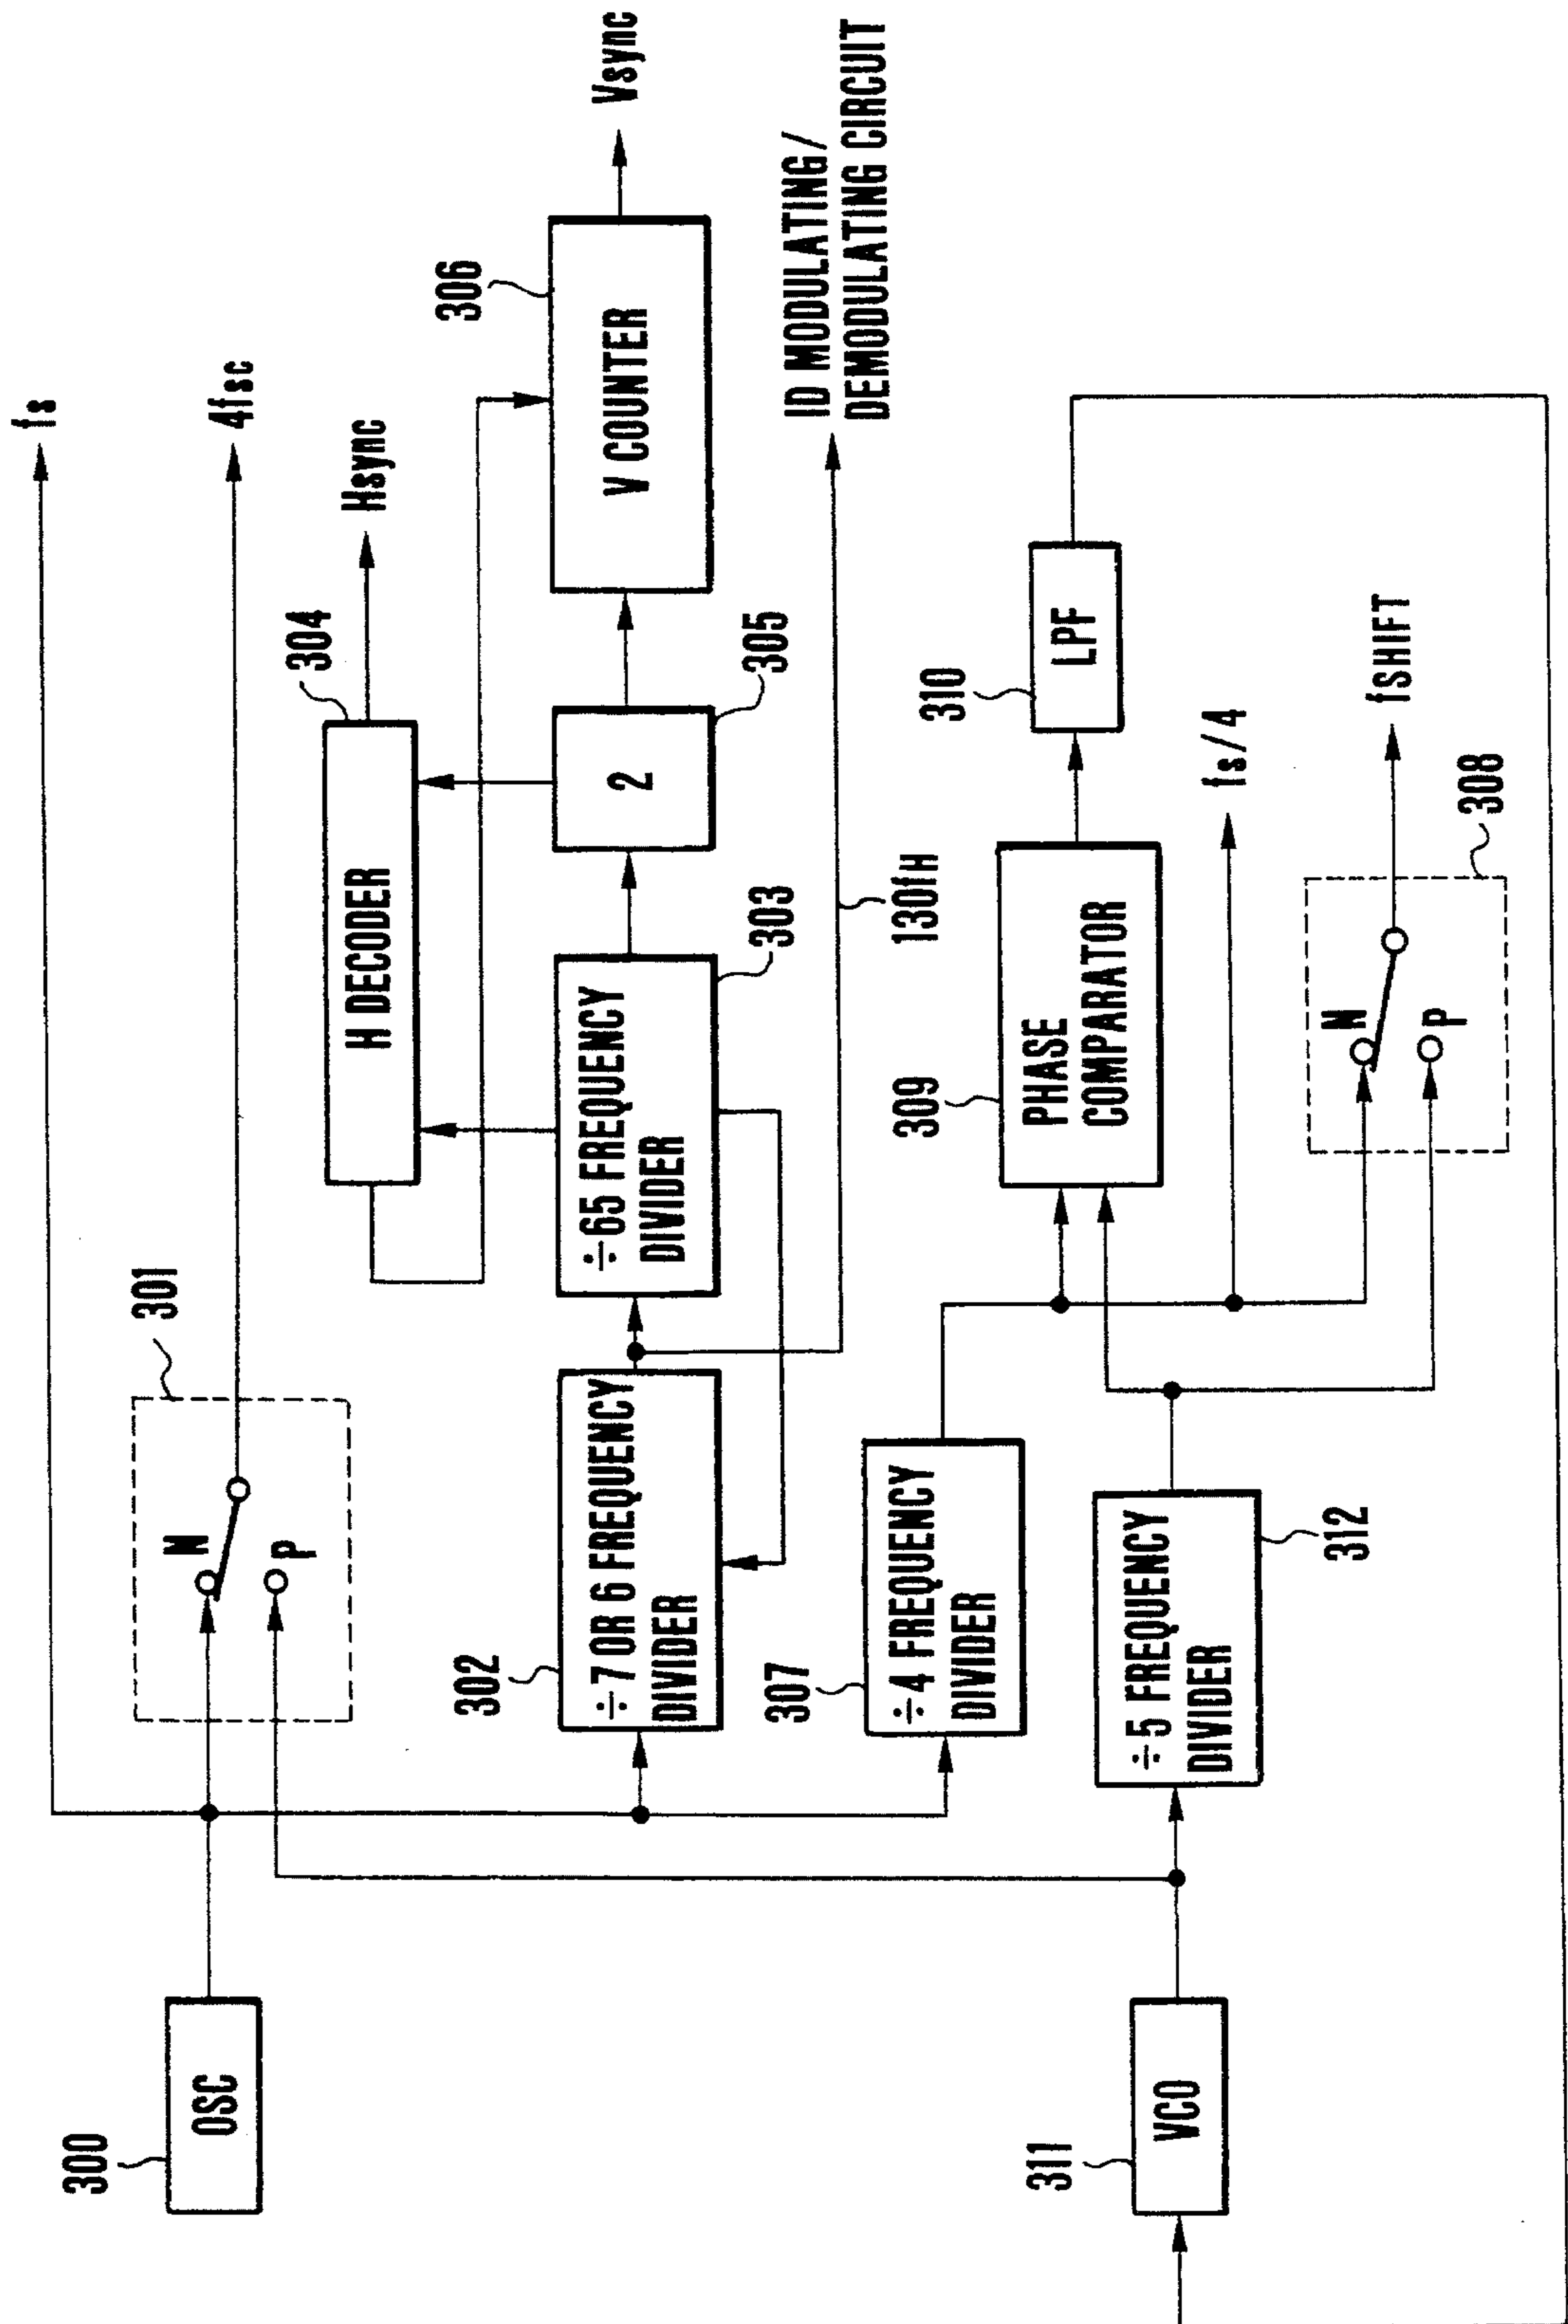 fs
4fsc
Hsync
Vsync
301
N
P
304
H DECODER
306
V COUNTER
300
OSC
302
÷7 OR 6 FREQUENCY
DIVIDER
303
÷65 FREQUENCY
DIVIDER
2
305
ID MODULATING/
DEMODULATING CIRCUIT
130fH
307
÷4 FREQUENCY
DIVIDER
309
PHASE
COMPARATOR
310
LPF
fs/4
311
VCO
÷5 FREQUENCY
DIVIDER
312
N
P
308
fSHIFT